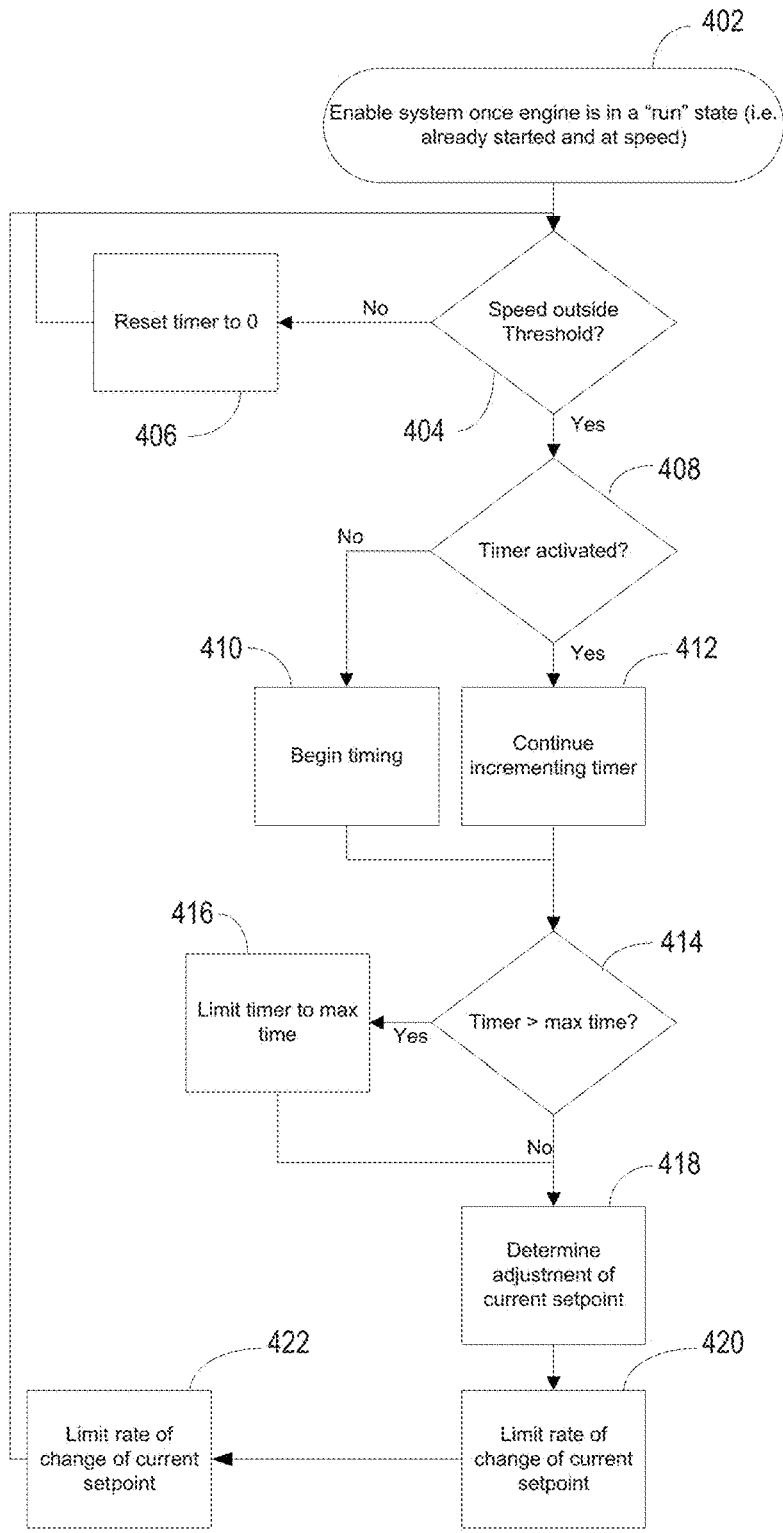 402
Enable system once engine is in a “run” state (i.e.
already started and at speed)
Reset timer to 0
No
Speed outside
Threshold?
406
404
Yes
408
No
Timer activated?
410
Yes
412
Begin timing
Continue
incrementing timer
416
414
Limit timer to max
time
Yes
Timer > max time?
No
418
Determine
adjustment of
current setpoint
422
420
Limit rate of
change of current
setpoint
Limit rate of
change of current
setpoint